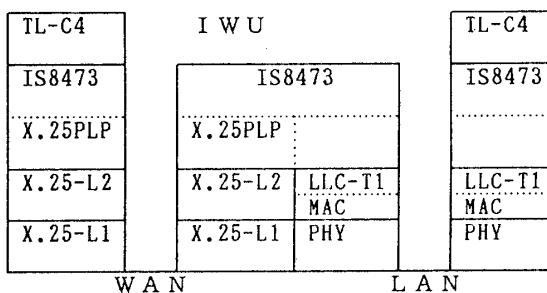 TL-C4 I W U TL-C4
IS8473 IS8473 IS8473
X.25PLP X.25PLP
X.25-L2 X.25-L2 LLC-T1 LLC-T1
MAC MAC
X.25-L1 X.25-L1 PHY PHY
WAN LAN